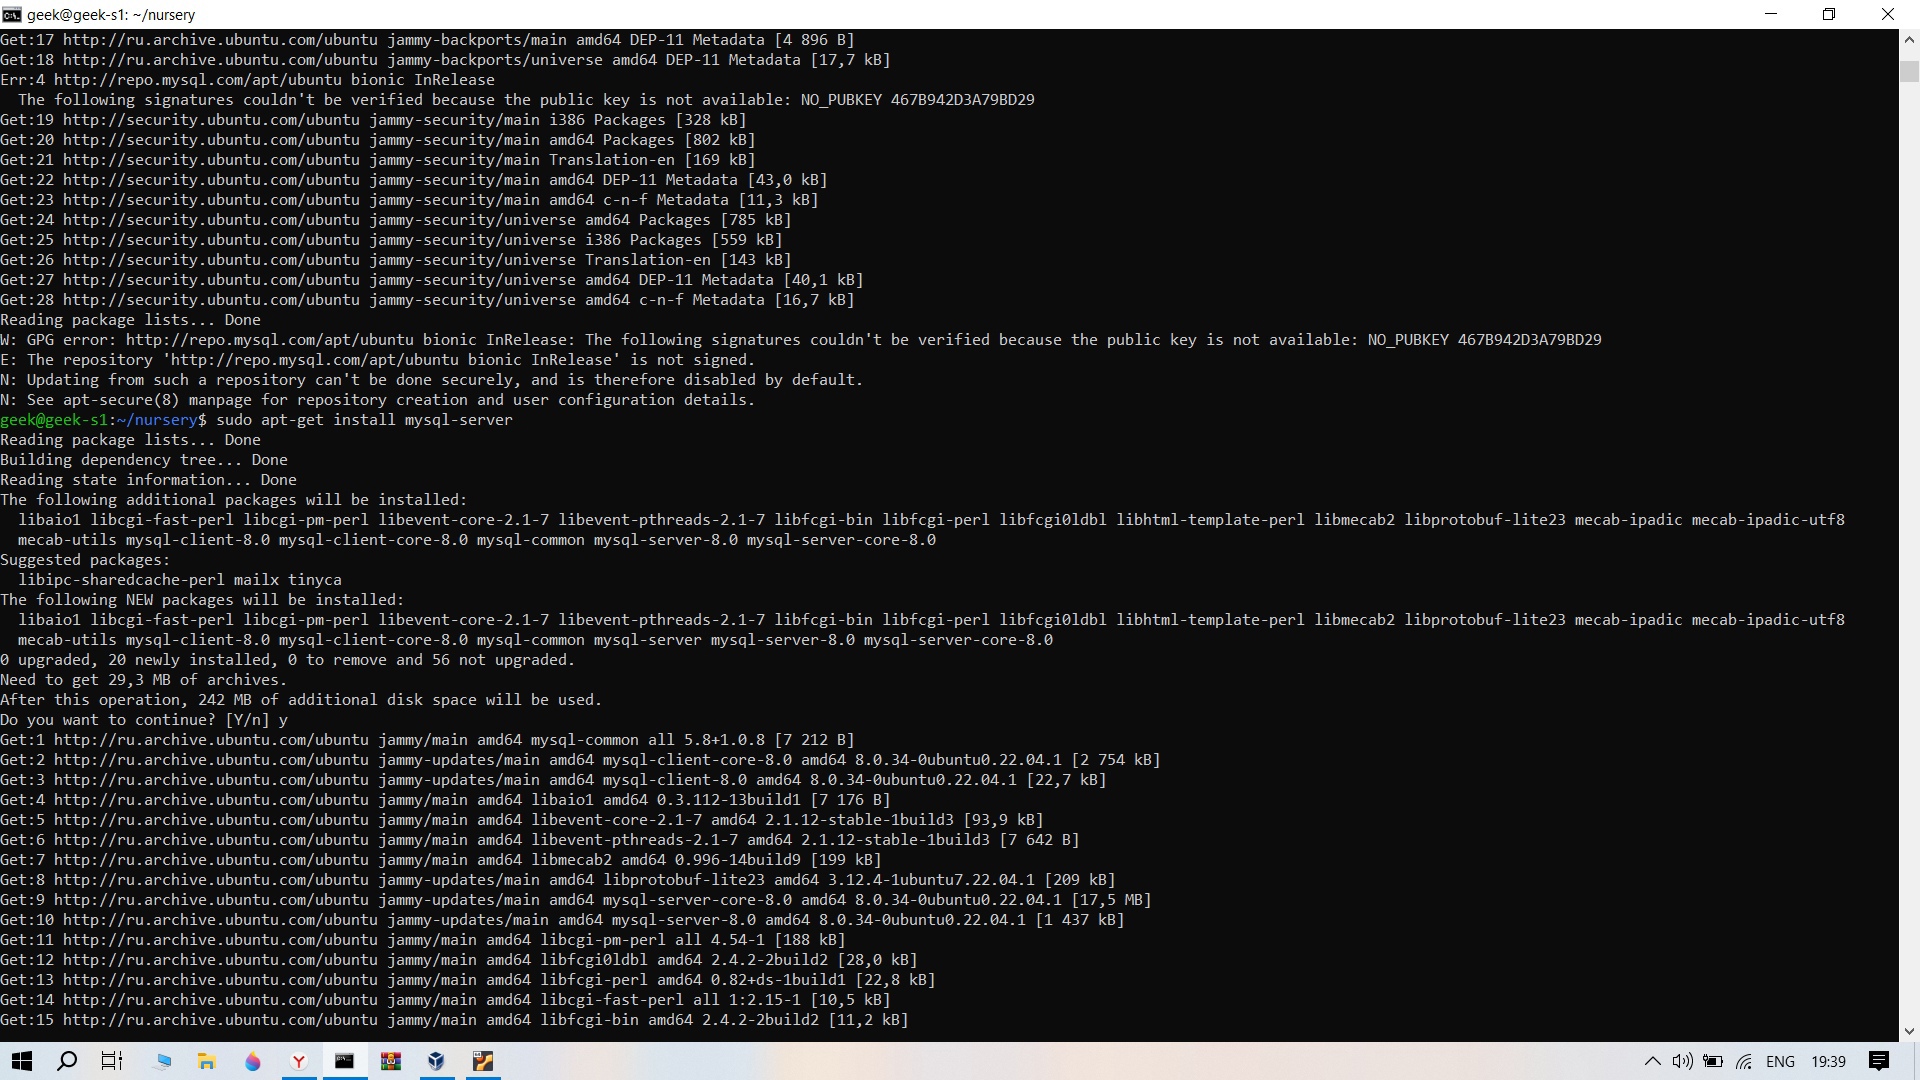 geek@geek-s1: ~/nursery
Get:17 http://ru.archive.ubuntu.com/ubuntu jammy-backports/main amd64 DEP-11 Metadata [4 896 B]
Get:18 http://ru.archive.ubuntu.com/ubuntu jammy-backports/universe amd64 DEP-11 Metadata [17,7 kB]
Err:4 http://repo.mysql.com/apt/ubuntu bionic InRelease
  The following signatures couldn't be verified because the public key is not available: NO_PUBKEY 467B942D3A79BD29
Get:19 http://security.ubuntu.com/ubuntu jammy-security/main i386 Packages [328 kB]
Get:20 http://security.ubuntu.com/ubuntu jammy-security/main amd64 Packages [802 kB]
Get:21 http://security.ubuntu.com/ubuntu jammy-security/main Translation-en [169 kB]
Get:22 http://security.ubuntu.com/ubuntu jammy-security/main amd64 DEP-11 Metadata [43,0 kB]
Get:23 http://security.ubuntu.com/ubuntu jammy-security/main amd64 c-n-f Metadata [11,3 kB]
Get:24 http://security.ubuntu.com/ubuntu jammy-security/universe amd64 Packages [785 kB]
Get:25 http://security.ubuntu.com/ubuntu jammy-security/universe i386 Packages [559 kB]
Get:26 http://security.ubuntu.com/ubuntu jammy-security/universe Translation-en [143 kB]
Get:27 http://security.ubuntu.com/ubuntu jammy-security/universe amd64 DEP-11 Metadata [40,1 kB]
Get:28 http://security.ubuntu.com/ubuntu jammy-security/universe amd64 c-n-f Metadata [16,7 kB]
Reading package lists... Done
W: GPG error: http://repo.mysql.com/apt/ubuntu bionic InRelease: The following signatures couldn't be verified because the public key is not available: NO_PUBKEY 467B942D3A79BD29
E: The repository 'http://repo.mysql.com/apt/ubuntu bionic InRelease' is not signed.
N: Updating from such a repository can't be done securely, and is therefore disabled by default.
N: See apt-secure(8) manpage for repository creation and user configuration details.
geek@geek-s1:~/nursery$ sudo apt-get install mysql-server
Reading package lists... Done
Building dependency tree... Done
Reading state information... Done
The following additional packages will be installed:
  libaio1 libcgi-fast-perl libcgi-pm-perl libevent-core-2.1-7 libevent-pthreads-2.1-7 libfcgi-bin libfcgi-perl libfcgi0ldbl libhtml-template-perl libmecab2 libprotobuf-lite23 mecab-ipadic mecab-ipadic-utf8
  mecab-utils mysql-client-8.0 mysql-client-core-8.0 mysql-common mysql-server-8.0 mysql-server-core-8.0
Suggested packages:
  libipc-sharedcache-perl mailx tinyca
The following NEW packages will be installed:
  libaio1 libcgi-fast-perl libcgi-pm-perl libevent-core-2.1-7 libevent-pthreads-2.1-7 libfcgi-bin libfcgi-perl libfcgi0ldbl libhtml-template-perl libmecab2 libprotobuf-lite23 mecab-ipadic mecab-ipadic-utf8
  mecab-utils mysql-client-8.0 mysql-client-core-8.0 mysql-common mysql-server mysql-server-8.0 mysql-server-core-8.0
0 upgraded, 20 newly installed, 0 to remove and 56 not upgraded.
Need to get 29,3 MB of archives.
After this operation, 242 MB of additional disk space will be used.
Do you want to continue? [Y/n] y
Get:1 http://ru.archive.ubuntu.com/ubuntu jammy/main amd64 mysql-common all 5.8+1.0.8 [7 212 B]
Get:2 http://ru.archive.ubuntu.com/ubuntu jammy-updates/main amd64 mysql-client-core-8.0 amd64 8.0.34-0ubuntu0.22.04.1 [2 754 kB]
Get:3 http://ru.archive.ubuntu.com/ubuntu jammy-updates/main amd64 mysql-client-8.0 amd64 8.0.34-0ubuntu0.22.04.1 [22,7 kB]
Get:4 http://ru.archive.ubuntu.com/ubuntu jammy/main amd64 libaio1 amd64 0.3.112-13build1 [7 176 B]
Get:5 http://ru.archive.ubuntu.com/ubuntu jammy/main amd64 libevent-core-2.1-7 amd64 2.1.12-stable-1build3 [93,9 kB]
Get:6 http://ru.archive.ubuntu.com/ubuntu jammy/main amd64 libevent-pthreads-2.1-7 amd64 2.1.12-stable-1build3 [7 642 B]
Get:7 http://ru.archive.ubuntu.com/ubuntu jammy/main amd64 libmecab2 amd64 0.996-14build9 [199 kB]
Get:8 http://ru.archive.ubuntu.com/ubuntu jammy-updates/main amd64 libprotobuf-lite23 amd64 3.12.4-1ubuntu7.22.04.1 [209 kB]
Get:9 http://ru.archive.ubuntu.com/ubuntu jammy-updates/main amd64 mysql-server-core-8.0 amd64 8.0.34-0ubuntu0.22.04.1 [17,5 MB]
Get:10 http://ru.archive.ubuntu.com/ubuntu jammy-updates/main amd64 mysql-server-8.0 amd64 8.0.34-0ubuntu0.22.04.1 [1 437 kB]
Get:11 http://ru.archive.ubuntu.com/ubuntu jammy/main amd64 libcgi-pm-perl all 4.54-1 [188 kB]
Get:12 http://ru.archive.ubuntu.com/ubuntu jammy/main amd64 libfcgi0ldbl amd64 2.4.2-2build2 [28,0 kB]
Get:13 http://ru.archive.ubuntu.com/ubuntu jammy/main amd64 libfcgi-perl amd64 0.82+ds-1build1 [22,8 kB]
Get:14 http://ru.archive.ubuntu.com/ubuntu jammy/main amd64 libcgi-fast-perl all 1:2.15-1 [10,5 kB]
Get:15 http://ru.archive.ubuntu.com/ubuntu jammy/main amd64 libfcgi-bin amd64 2.4.2-2build2 [11,2 kB]
ENG 19:39